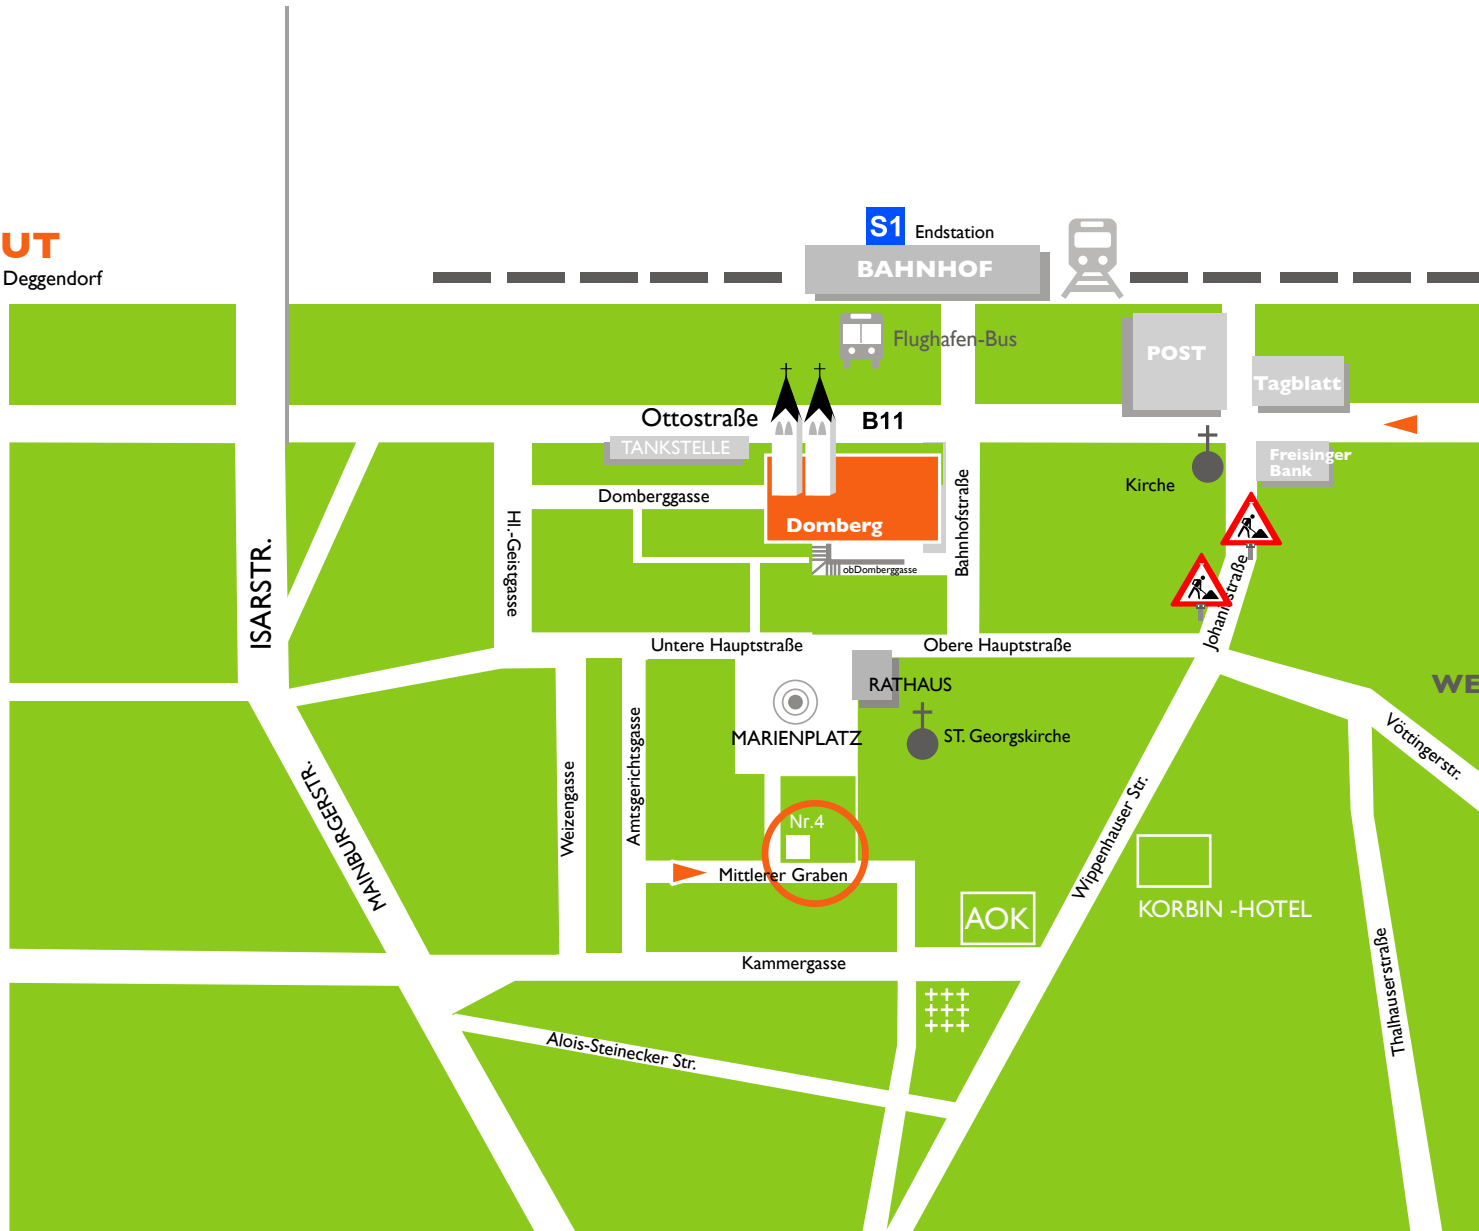 S1
Endstation
UT
Deggendorf
BAHNHOF
Flughafen-Bus
POST
Tagblatt
Ottostraße
B11
TANKSTELLE
Freisinger
Bank
Kirche
Domberggasse
Domberg
Bahnhofstraße
Hl.-Geistgasse
ISARSTR.
obDomberggasse
Untere Hauptstraße
Obere Hauptstraße
RATHAUS
WE
MARIENPLATZ
ST. Georgskirche
Vöttingerstr.
MAINBURGERSTR.
Weizengasse
Amtsgerichtsgasse
Nr.4
Mittlerer Graben
Wippenhauser Str.
AOK
KORBIN -HOTEL
Kammergasse
Thalhauserstraße
Alois-Steinecker Str.